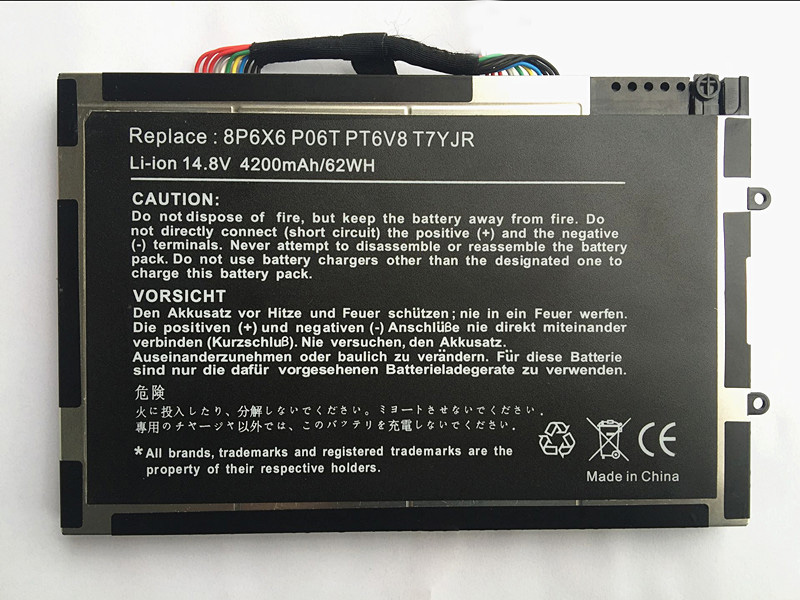 Replace : 8P6X6 P06T PT6V8 T7YJR
Li-ion 14.8V 4200mAh/62WH
CAUTION:
Do not dispose of fire, but keep the battery away from fire. Do
not directly connect (short circuit) the positive (+) and the negative
(-) terminals. Never attempt to disassemble or reassemble the battery
pack. Do not use battery chargers other than the designated one to
charge this battery pack.
VORSICHT
Den Akkusatz vor Hitze und Feuer schützen; nie in ein Feuer werfen.
Die positiven (+) und negativen (-) Anschlüße nie direkt miteinander
verbinden (Kurzschluß). Nie versuchen, den Akkusatz.
Auseinanderzunehmen oder baulich zu verändern. Für diese Batterie
sind nur die dafür vorgesehenen Batterieladegerate zu verwenden.
危険
火に投入したり、分解しないでください。ミヨートさせないでください．
専用のチャージャ以外では、このバッテリを充電しないでください．
*All brands, trademarks and registered trademarks are the
property of their respective holders.
CE
Made in China